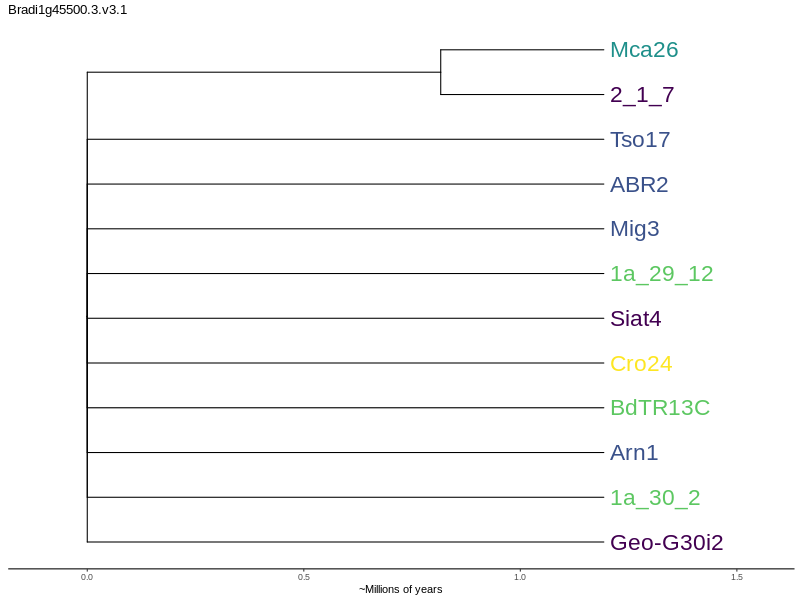 Bradi1g45500.3.v3.1
Mca26
2_1_7
Tso17
ABR2
Mig3
1a_29_12
Siat4
Cro24
BdTR13C
Arn1
1a_30_2
Geo-G30i2
0.0 0.5 1.0 1.5
~Millions of years